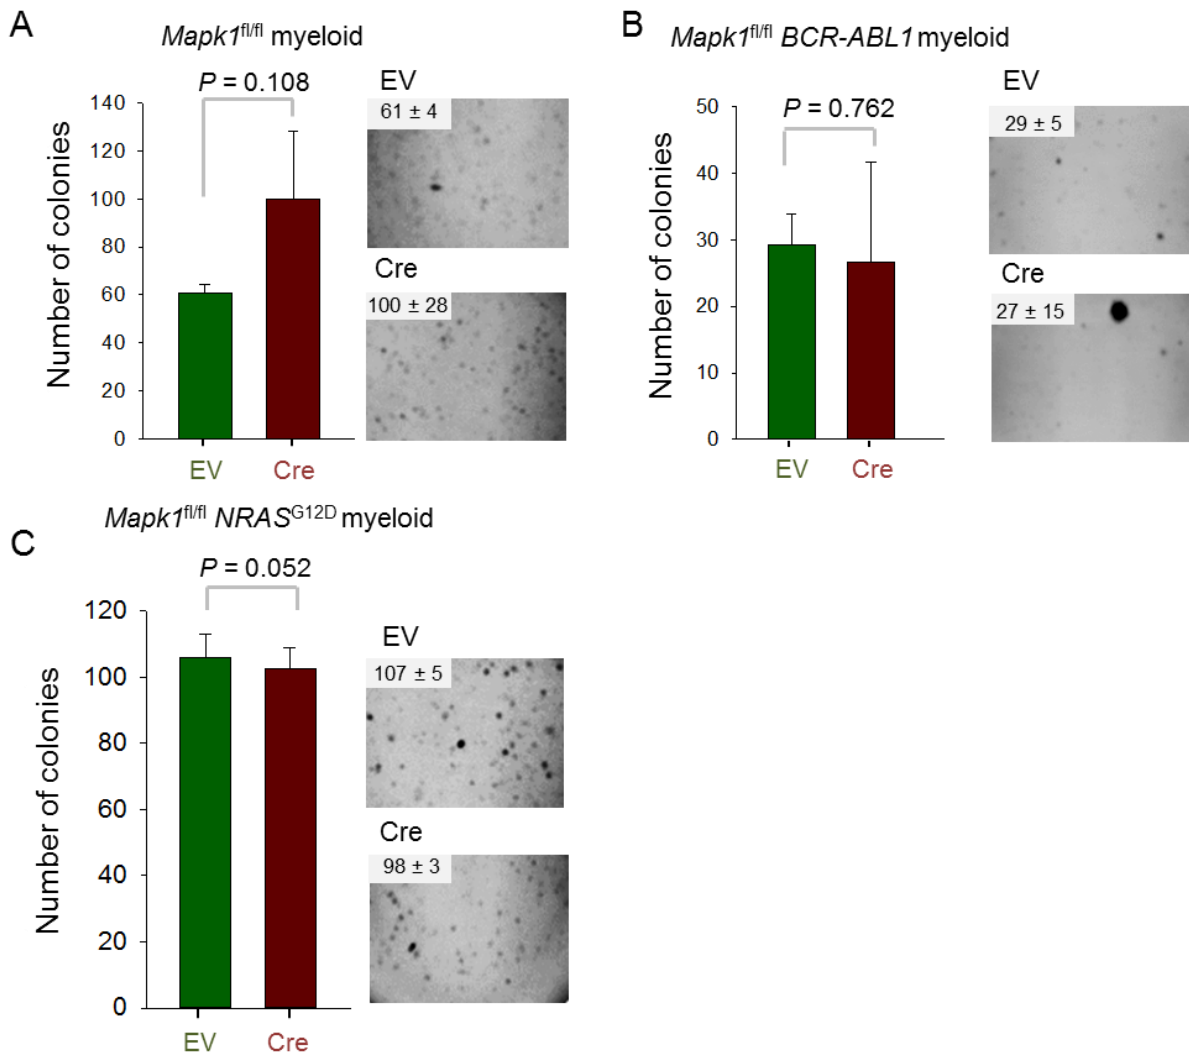 A
Mapk1fl/fl myeloid
P = 0.108
Number of colonies
140
120
100
80
60
40
20
0
EV
Cre
EV
61 ± 4
Cre
100 ± 28
B
Mapk1fl/fl BCR-ABL1 myeloid
P = 0.762
Number of colonies
50
40
30
20
10
0
EV
Cre
EV
29 ± 5
Cre
27 ± 15
C
Mapk1fl/fl NRASG12D myeloid
P = 0.052
Number of colonies
120
100
80
60
40
20
0
EV
Cre
EV
107 ± 5
Cre
98 ± 3